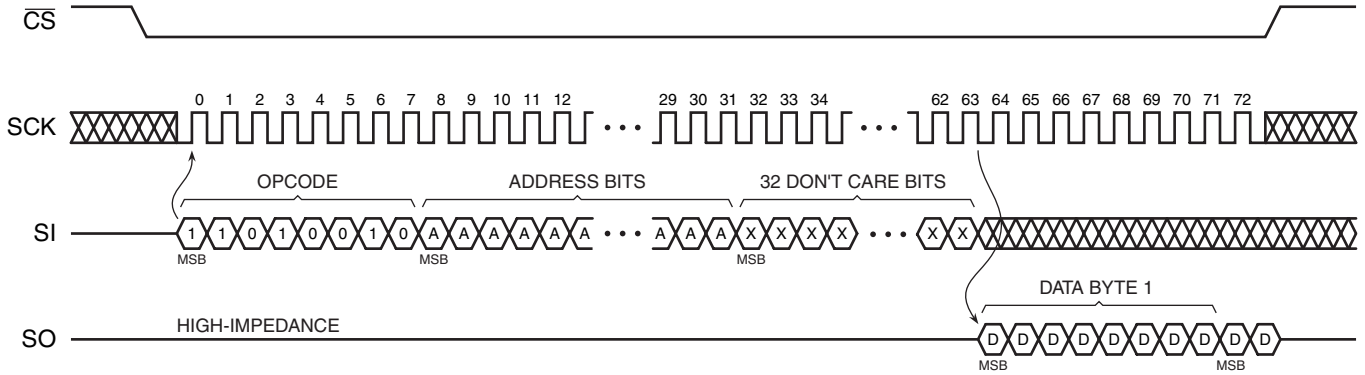 CS
SCK
0 1 2 3 4 5 6 7 8 9 10 11 12 29 30 31 32 33 34 62 63 64 65 66 67 68 69 70 71 72
OPCODE ADDRESS BITS 32 DON'T CARE BITS
SI 1 1 0 1 0 0 1 0 A A A A A A A A A X X X X X X
MSB MSB MSB
DATA BYTE 1
HIGH-IMPEDANCE
SO D D D D D D D D D D
MSB MSB